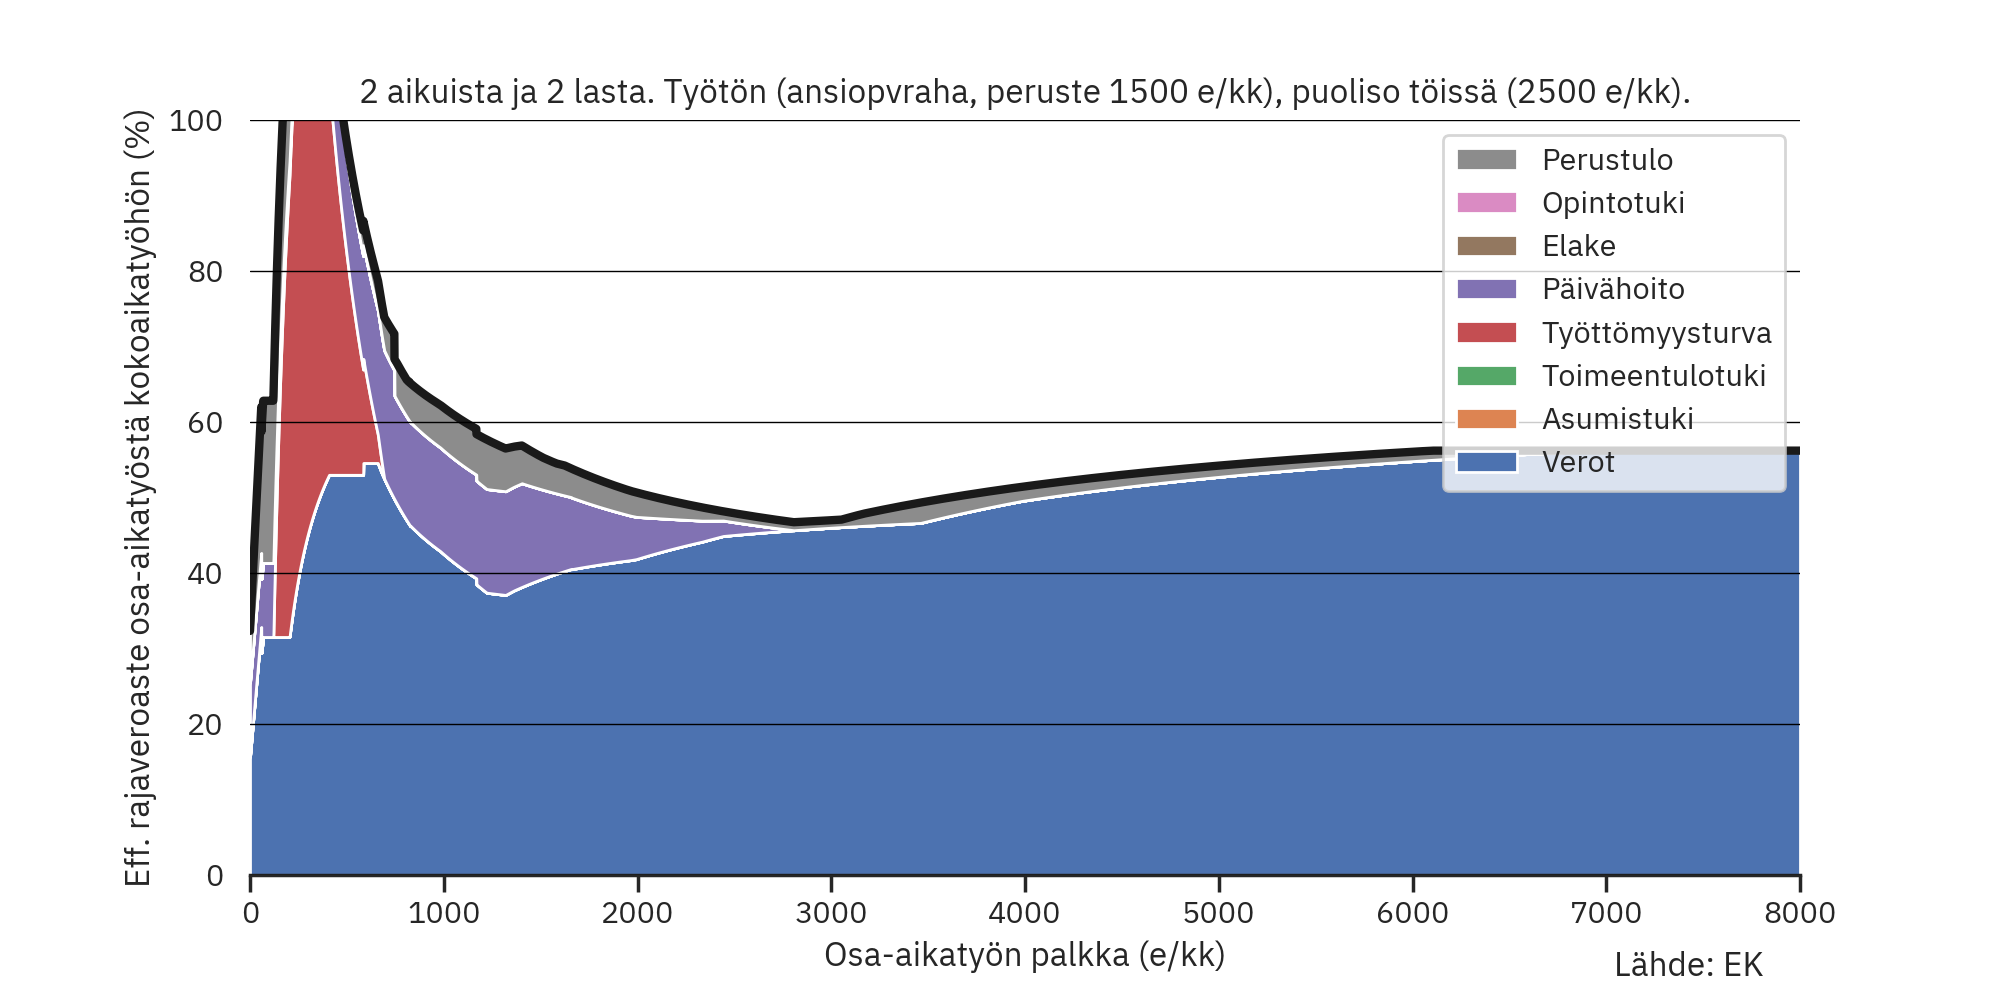 2 aikuista ja 2 lasta. Työtön (ansiopvraha, peruste 1500 e/kk), puoliso töissä (2500 e/kk).
Eff. rajaveroaste osa-aikatyöstä kokoaikatyöhön (%)
100
80
60
40
20
0
Perustulo
Opintotuki
Elake
Päivähoito
Työttömyysturva
Toimeentulotuki
Asumistuki
Verot
0 1000 2000 3000 4000 5000 6000 7000 8000
Osa-aikatyön palkka (e/kk)
Lähde: EK